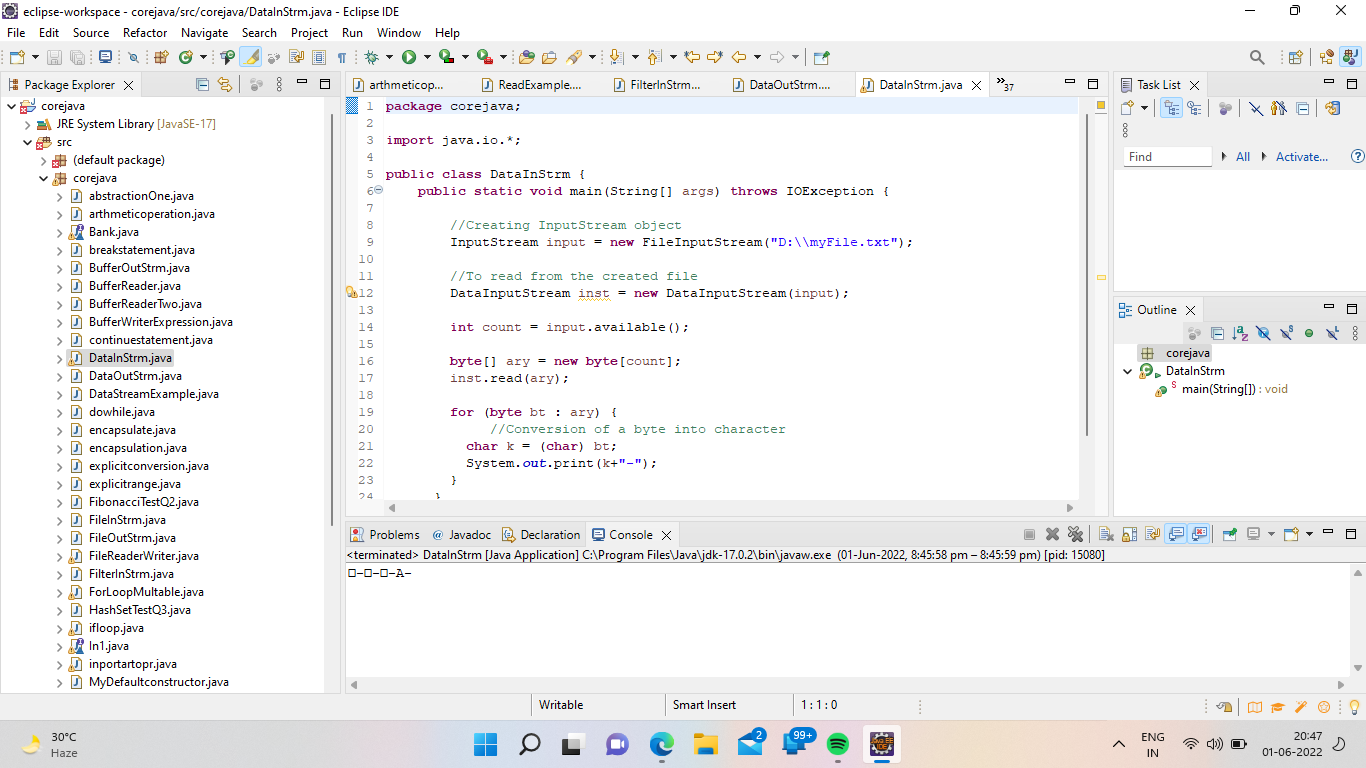 eclipse-workspace - corejava/src/corejava/DataInStrm.java - Eclipse IDE
File Edit Source Refactor Navigate Search Project Run Window Help
Package Explorer
corejava
JRE System Library [JavaSE-17]
src
(default package)
corejava
abstractionOne.java
arthmeticoperation.java
Bank.java
breakstatement.java
BufferOutStrm.java
BufferReader.java
BufferReaderTwo.java
BufferWriterExpression.java
continuestatement.java
DataInStrm.java
DataOutStrm.java
DataStreamExample.java
dowhile.java
encapsulate.java
encapsulation.java
explicitconversion.java
explicitrange.java
FibonacciTestQ2.java
FileInStrm.java
FileOutStrm.java
FileReaderWriter.java
FilterInStrm.java
ForLoopMultable.java
HashSetTestQ3.java
ifloop.java
In1.java
inportartopr.java
MyDefaultconstructor.java
arthmeticop... ReadExample.... FilterInStrm... DataOutStrm.... DataInStrm.java »37
1 package corejava;
2
3 import java.io.*;
4
5 public class DataInStrm {
6 public static void main(String[] args) throws IOException {
7
8 //Creating InputStream object
9 InputStream input = new FileInputStream("D:\\myFile.txt");
10
11 //To read from the created file
12 DataInputStream inst = new DataInputStream(input);
13
14 int count = input.available();
15
16 byte[] ary = new byte[count];
17 inst.read(ary);
18
19 for (byte bt : ary) {
20 //Conversion of a byte into character
21 char k = (char) bt;
22 System.out.print(k+"-");
23 }
24 }
Task List
Find All Activate...
Outline
corejava
DataInStrm
main(String[]) : void
Problems @ Javadoc Declaration Console
<terminated> DataInStrm [Java Application] C:\Program Files\Java\jdk-17.0.2\bin\javaw.exe (01-Jun-2022, 8:45:58 pm – 8:45:59 pm) [pid: 15080]
□-□-□-A-
Writable Smart Insert 1 : 1 : 0
30°C
Haze
2
99+
Java EE
IDE
ENG
IN
20:47
01-06-2022